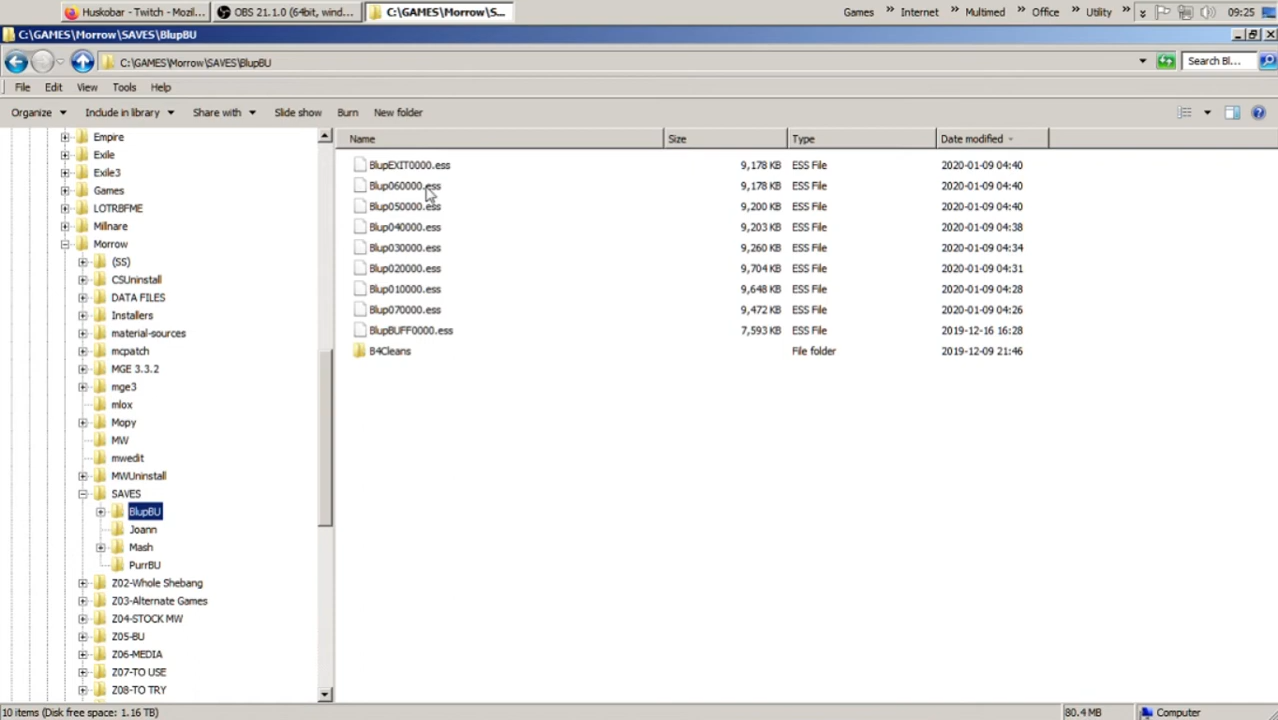 Huskobar - Twitch - Mozil... OBS 21.1.0 (64bit, wind... C:\GAMES\Morrow\S... Games » Internet » Multimed » Office » Utility 09:25
C:\GAMES\Morrow\SAVES\BlupBU
C:\GAMES\Morrow\SAVES\BlupBU Search Bl...
File Edit View Tools Help
Organize Include in library Share with Slide show Burn New folder
Name Size Type Date modified
Empire
Exile
Exile3
Games
LOTRBFME
Millnare
Morrow
(SS)
CSUninstall
DATA FILES
Installers
material-sources
mcpatch
MGE 3.3.2
mge3
mlox
Mopy
MW
mwedit
MWUninstall
SAVES
BlupBU
Joann
Mash
PurrBU
Z02-Whole Shebang
Z03-Alternate Games
Z04-STOCK MW
Z05-BU
Z06-MEDIA
Z07-TO USE
Z08-TO TRY
BlupEXIT0000.ess 9,178 KB ESS File 2020-01-09 04:40
Blup060000.ess 9,178 KB ESS File 2020-01-09 04:40
Blup050000.ess 9,200 KB ESS File 2020-01-09 04:40
Blup040000.ess 9,203 KB ESS File 2020-01-09 04:38
Blup030000.ess 9,260 KB ESS File 2020-01-09 04:34
Blup020000.ess 9,704 KB ESS File 2020-01-09 04:31
Blup010000.ess 9,648 KB ESS File 2020-01-09 04:28
Blup070000.ess 9,472 KB ESS File 2020-01-09 04:26
BlupBUFF0000.ess 7,593 KB ESS File 2019-12-16 16:28
B4Cleans File folder 2019-12-09 21:46
10 items (Disk free space: 1.16 TB) 80.4 MB Computer